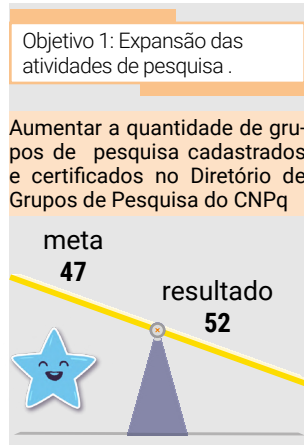 Objetivo 1: Expansão das
atividades de pesquisa .
Aumentar a quantidade de gru-
pos de pesquisa cadastrados
e certificados no Diretório de
Grupos de Pesquisa do CNPq
meta
47
resultado
52